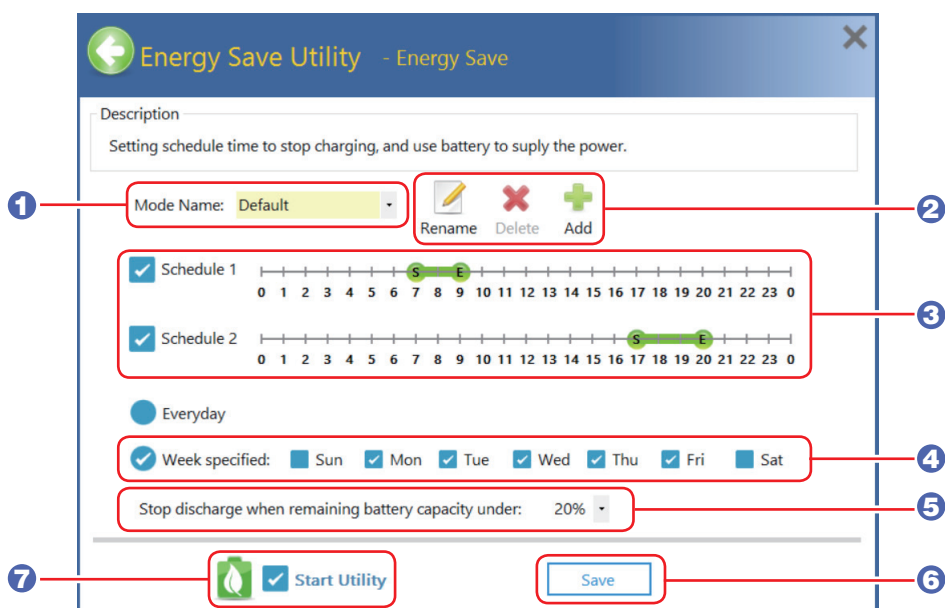 Energy Save Utility - Energy Save
Description
Setting schedule time to stop charging, and use battery to suply the power.
1
Mode Name: Default
Rename Delete Add
2
Schedule 1
S E
0 1 2 3 4 5 6 7 8 9 10 11 12 13 14 15 16 17 18 19 20 21 22 23 0
3
Schedule 2
S E
0 1 2 3 4 5 6 7 8 9 10 11 12 13 14 15 16 17 18 19 20 21 22 23 0
Everyday
Week specified: Sun Mon Tue Wed Thu Fri Sat
4
Stop discharge when remaining battery capacity under: 20%
5
7
Start Utility
Save
6